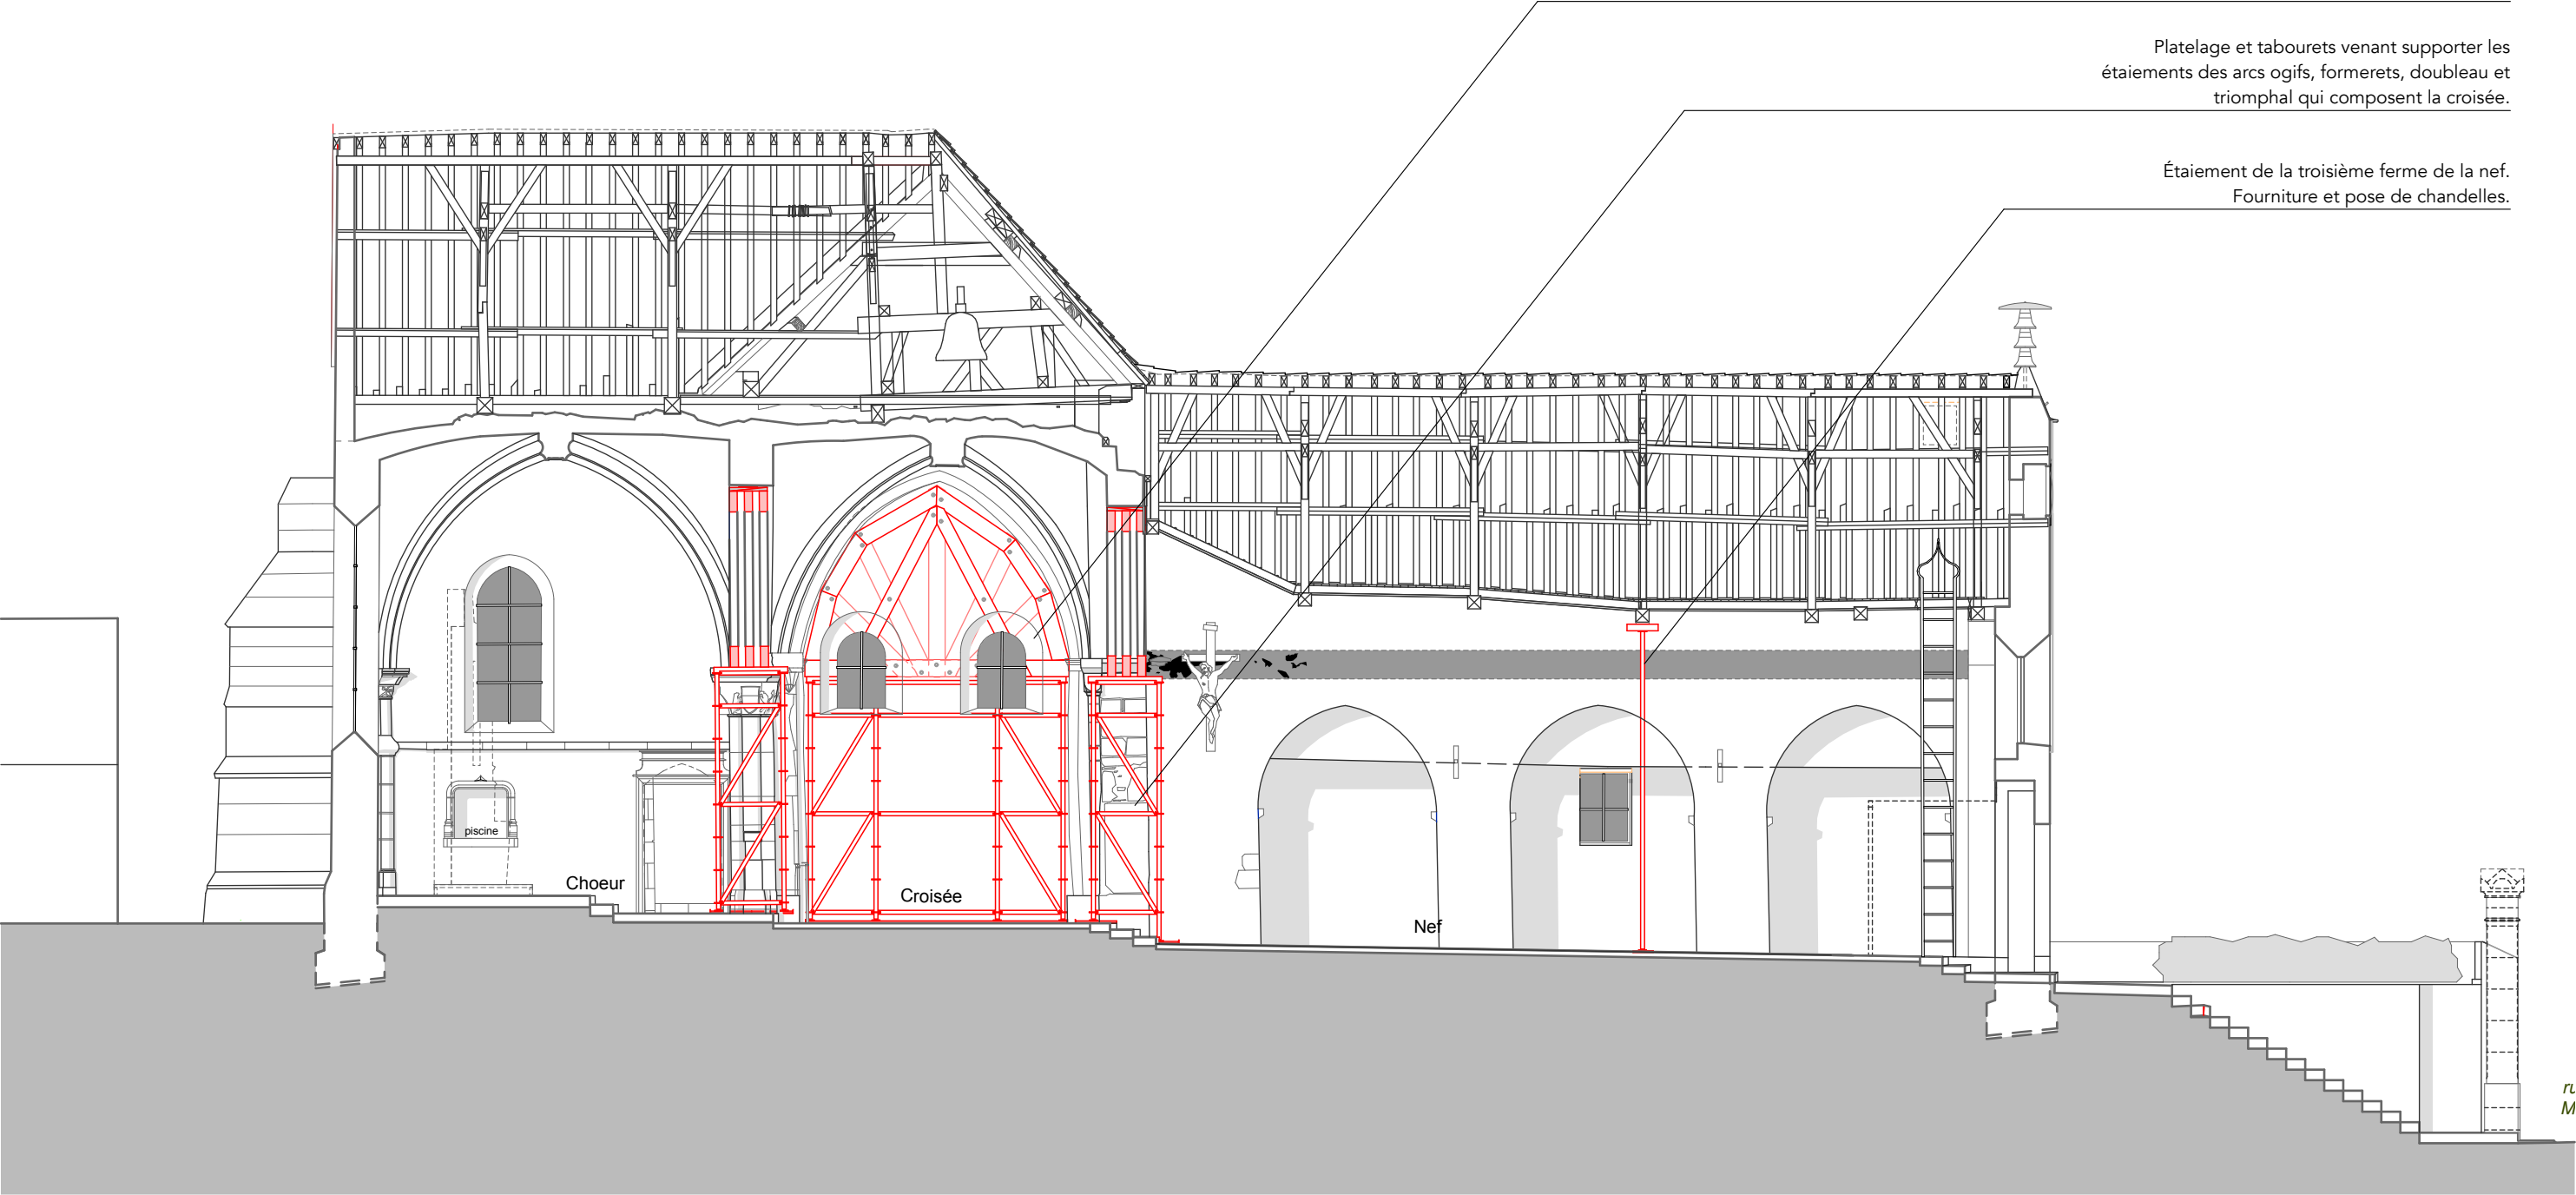 Platelage et tabourets venant supporter les
étaiements des arcs ogifs, formerets, doubleau et
triomphal qui composent la croisée.
Étaiement de la troisième ferme de la nef.
Fourniture et pose de chandelles.
piscine
Choeur
Croisée
Nef